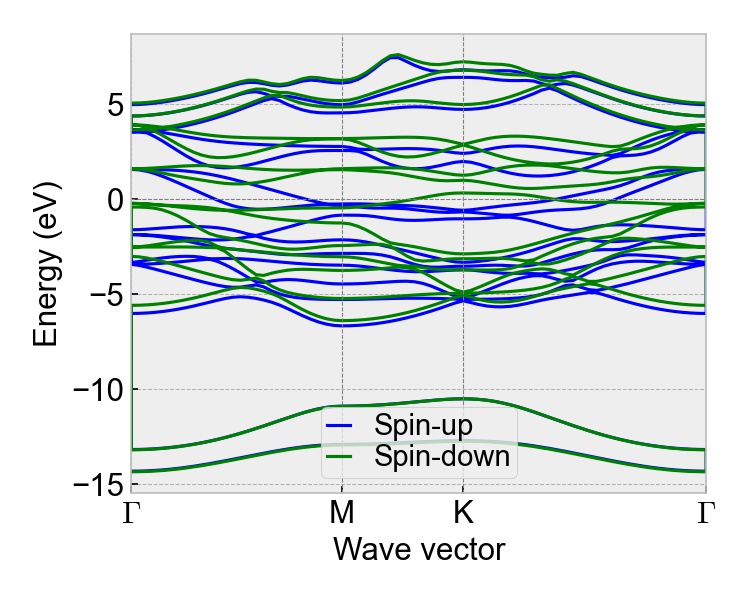 Energy (eV)
5
0
−5
−10
−15
Spin-up
Spin-down
Γ M K Γ
Wave vector